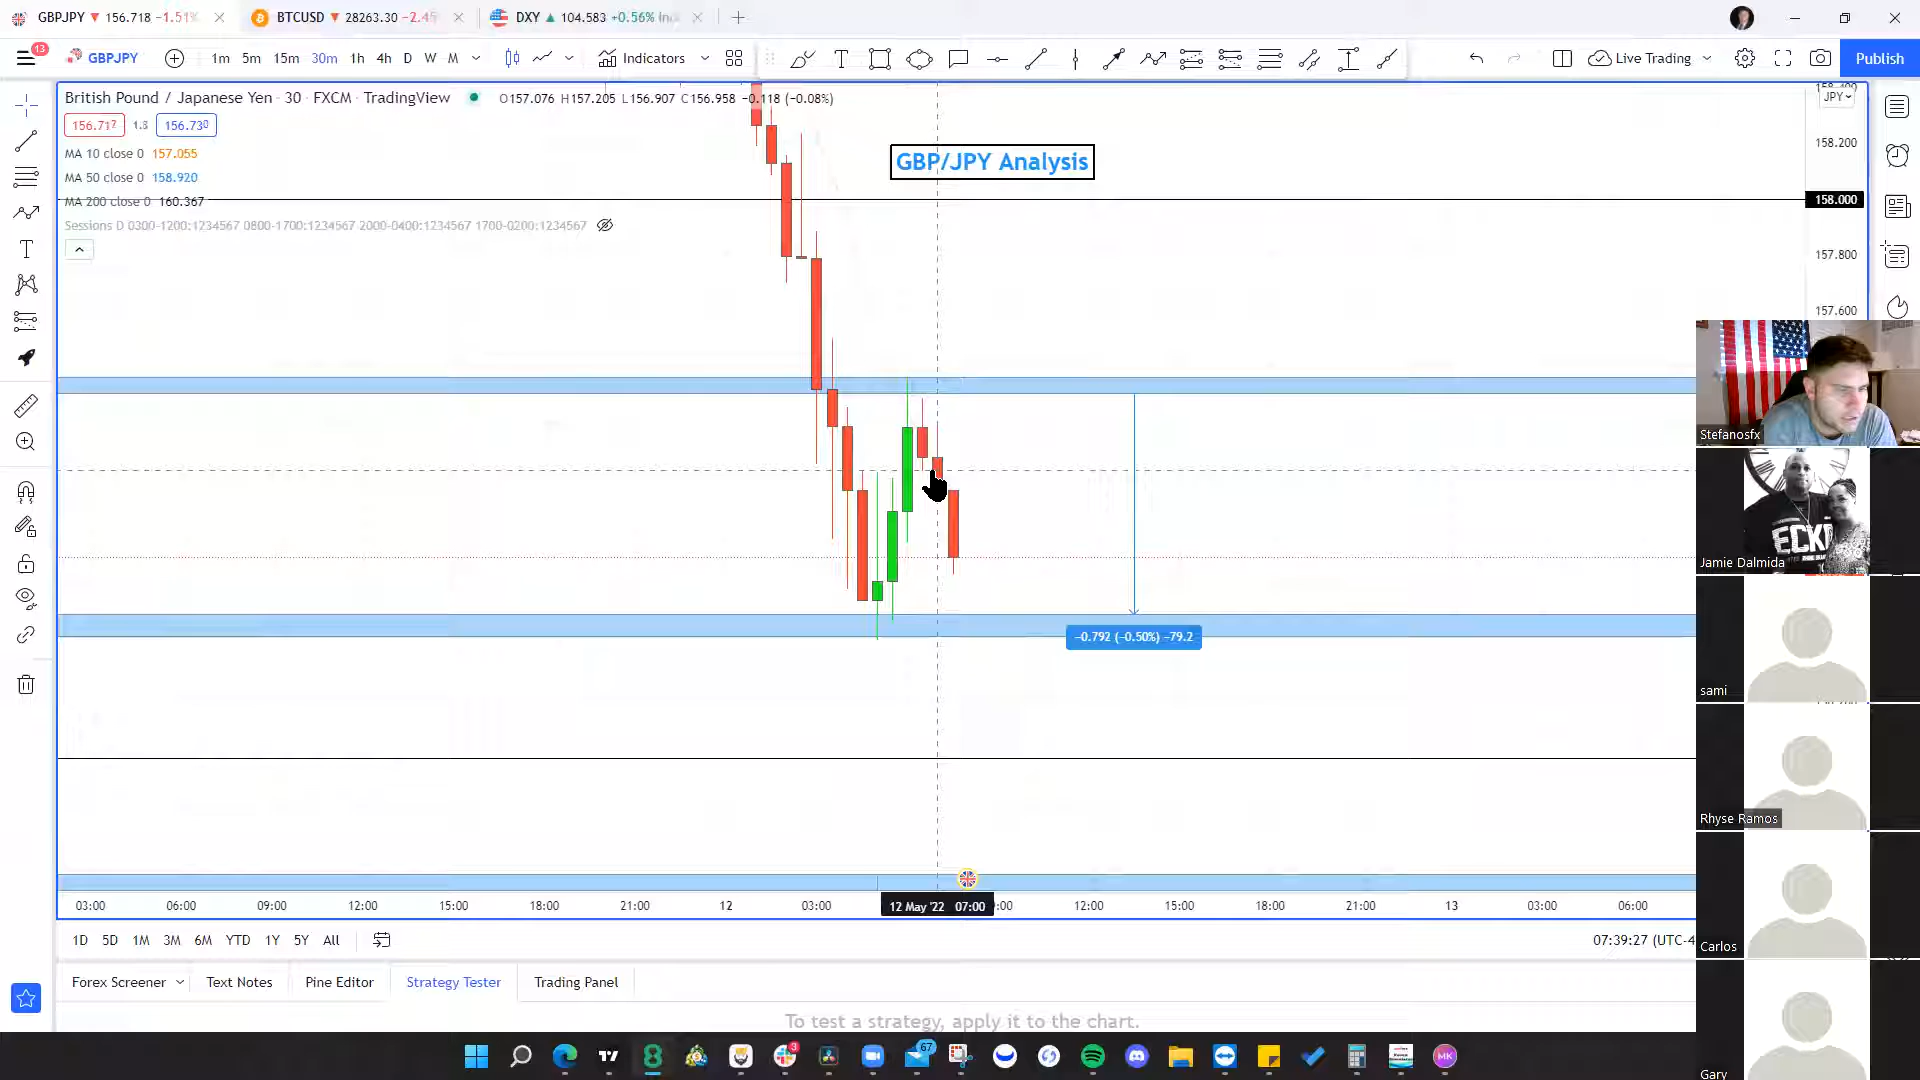 GBPJPY ▼ 156.718 −1.51%
BTCUSD ▼ 28263.30 −2.45
DXY ▲ 104.583 +0.56%
13
GBPJPY
1m 5m 15m 30m 1h 4h D W M
Indicators
Live Trading
Publish
British Pound / Japanese Yen · 30 · FXCM · TradingView
O157.076 H157.205 L156.907 C156.958 −0.118 (−0.08%)
JPY
156.717 1.3 156.730
MA 10 close 0 157.055
MA 50 close 0 158.920
MA 200 close 0 160.367
Sessions D 0300-1200:1234567 0800-1700:1234567 2000-0400:1234567 1700-0200:1234567
GBP/JPY Analysis
158.200
158.000
157.800
157.600
Stefanosfx
ECK
Jamie Dalmida
−0.792 (−0.50%) −79.2
sami
Rhyse Ramos
Carlos
Gary
03:00 06:00 09:00 12:00 15:00 18:00 21:00 12 03:00 12 May '22 07:00 12:00 15:00 18:00 21:00 13 03:00 06:00
1D 5D 1M 3M 6M YTD 1Y 5Y All
07:39:27 (UTC-4
Forex Screener Text Notes Pine Editor Strategy Tester Trading Panel
To test a strategy, apply it to the chart.
3
67
MK